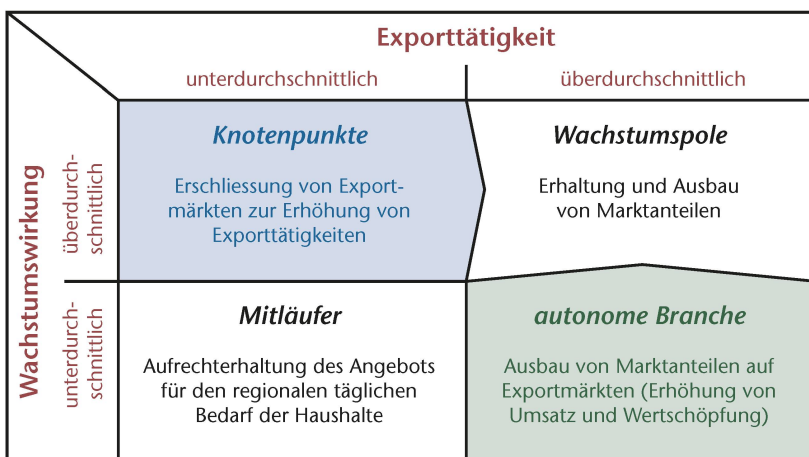 Exporttätigkeit
unterdurchschnittlich
überdurchschnittlich
Wachstumswirkung
überdurch-
schnittlich
Knotenpunkte
Erschliessung von Export-
märkten zur Erhöhung von
Exporttätigkeiten
Wachstumspole
Erhaltung und Ausbau
von Marktanteilen
unterdurch-
schnittlich
Mitläufer
Aufrechterhaltung des Angebots
für den regionalen täglichen
Bedarf der Haushalte
autonome Branche
Ausbau von Marktanteilen auf
Exportmärkten (Erhöhung von
Umsatz und Wertschöpfung)